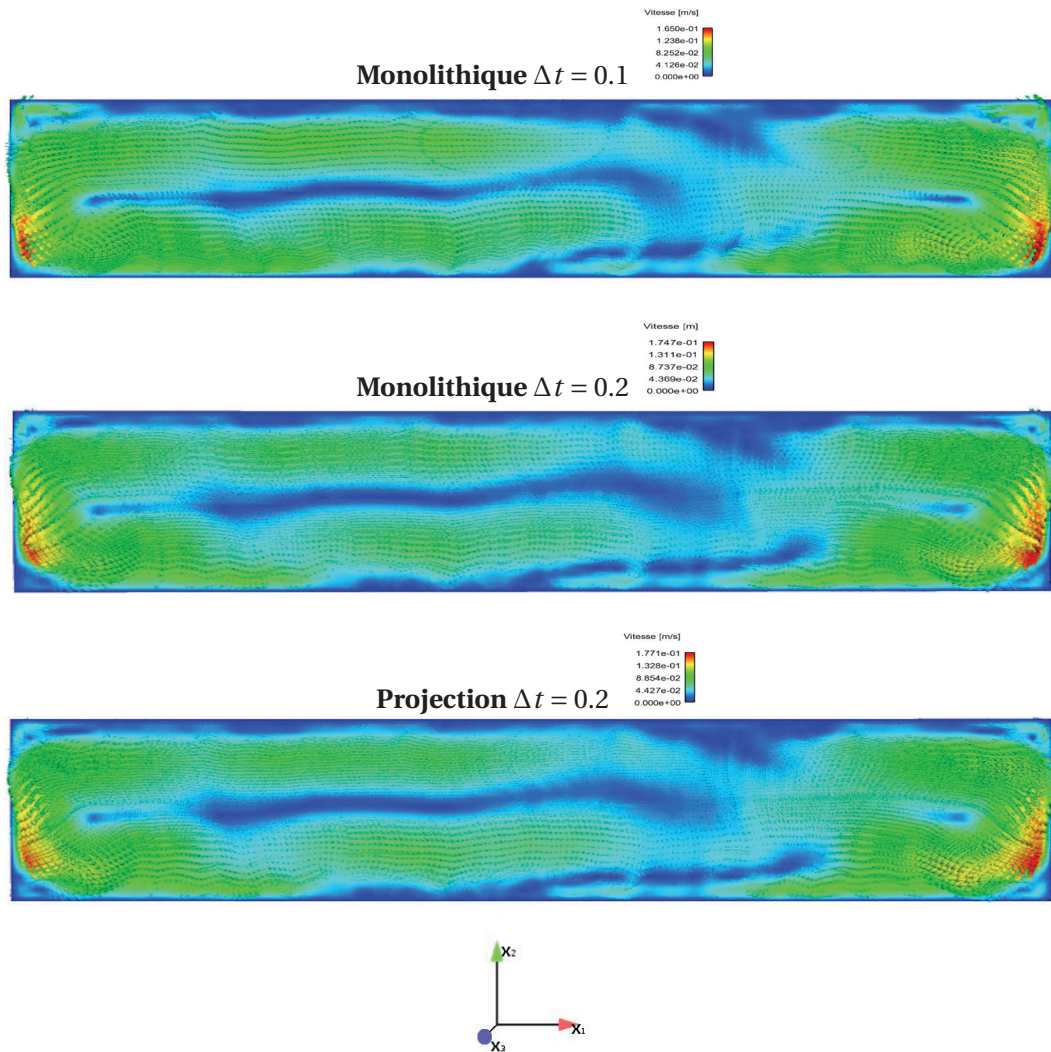 Vitesse [m/s]
1.650e-01
1.238e-01
8.252e-02
4.126e-02
0.000e+00
Monolithique Δt = 0.1
Vitesse [m]
1.747e-01
1.311e-01
8.737e-02
4.369e-02
0.000e+00
Monolithique Δt = 0.2
Vitesse [m/s]
1.771e-01
1.328e-01
8.854e-02
4.427e-02
0.000e+00
Projection Δt = 0.2
X₂
X₁
X₃